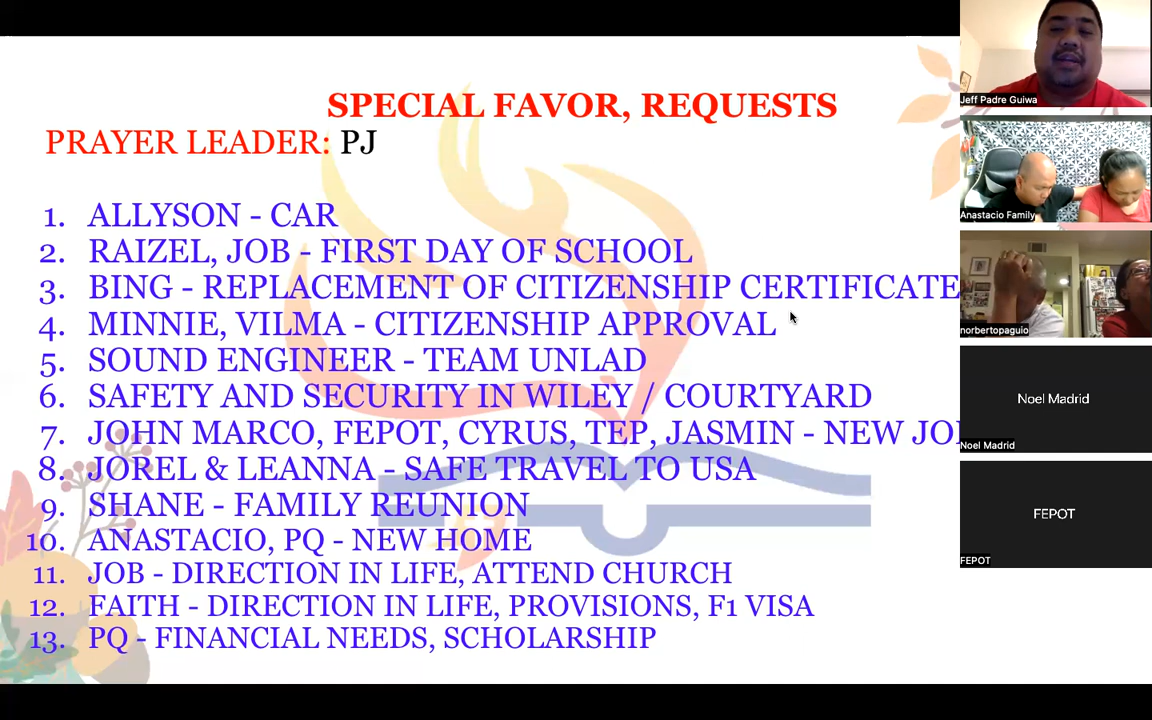 SPECIAL FAVOR, REQUESTS
PRAYER LEADER: PJ
1. ALLYSON - CAR
2. RAIZEL, JOB - FIRST DAY OF SCHOOL
3. BING - REPLACEMENT OF CITIZENSHIP CERTIFICATE
4. MINNIE, VILMA - CITIZENSHIP APPROVAL
5. SOUND ENGINEER - TEAM UNLAD
6. SAFETY AND SECURITY IN WILEY / COURTYARD
7. JOHN MARCO, FEPOT, CYRUS, TEP, JASMIN - NEW
8. JOREL & LEANNA - SAFE TRAVEL TO USA
9. SHANE - FAMILY REUNION
10. ANASTACIO, PQ - NEW HOME
11. JOB - DIRECTION IN LIFE, ATTEND CHURCH
12. FAITH - DIRECTION IN LIFE, PROVISIONS, F1 VISA
13. PQ - FINANCIAL NEEDS, SCHOLARSHIP
Jeff Padre Guiwa
Anastacio Family
norbertopaguio
Noel Madrid
Noel Madrid
FEPOT
FEPOT